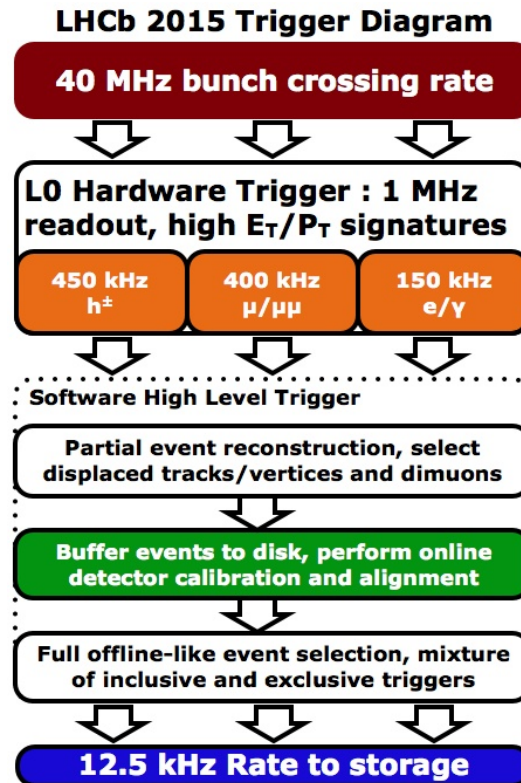 LHCb 2015 Trigger Diagram
40 MHz bunch crossing rate
L0 Hardware Trigger : 1 MHz
readout, high E_T/P_T signatures
450 kHz
h±
400 kHz
μ/μμ
150 kHz
e/γ
Software High Level Trigger
Partial event reconstruction, select
displaced tracks/vertices and dimuons
Buffer events to disk, perform online
detector calibration and alignment
Full offline-like event selection, mixture
of inclusive and exclusive triggers
12.5 kHz Rate to storage